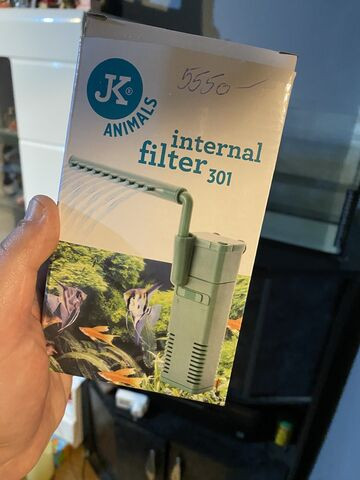 JK®
ANIMALS
5550-
internal
filter 301